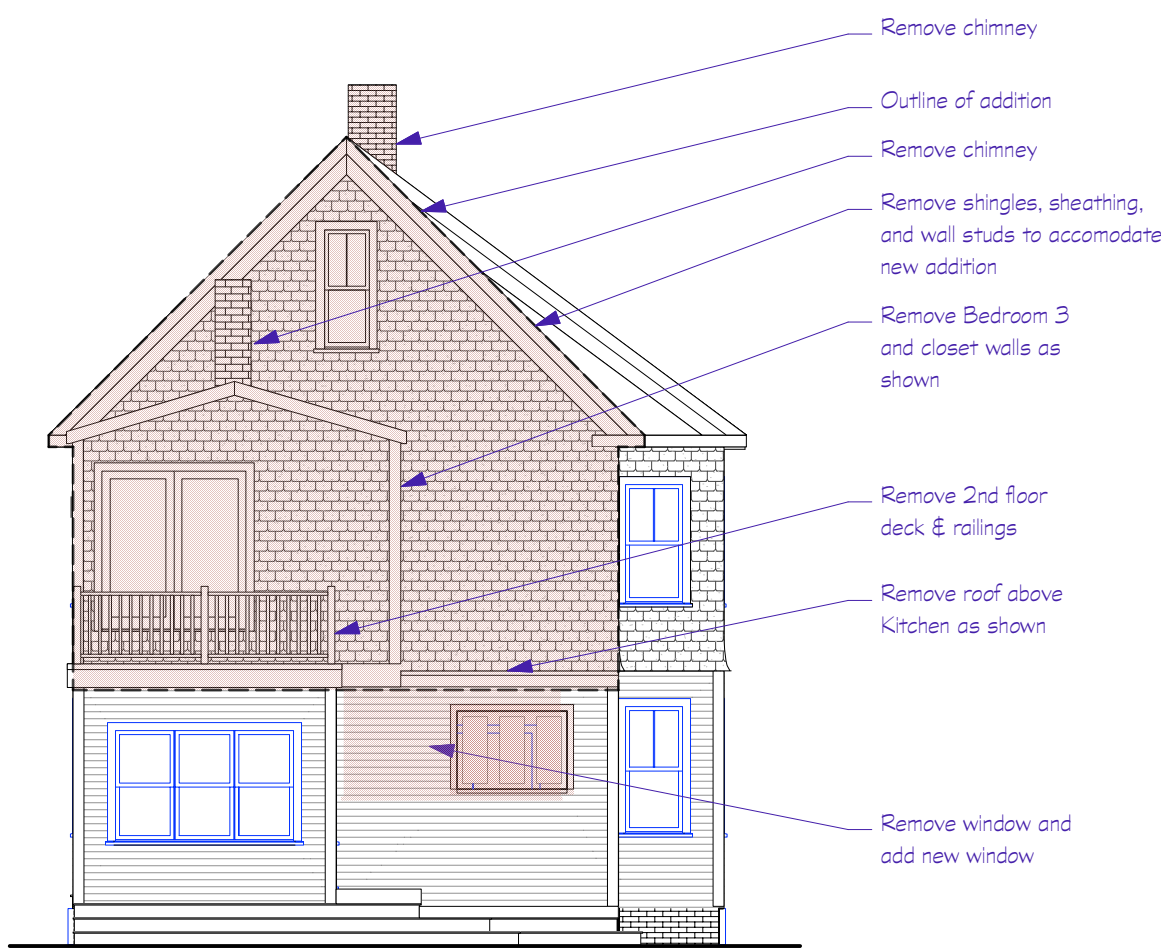 Remove chimney
Outline of addition
Remove chimney
Remove shingles, sheathing,
and wall studs to accomodate
new addition
Remove Bedroom 3
and closet walls as
shown
Remove 2nd floor
deck & railings
Remove roof above
Kitchen as shown
Remove window and
add new window